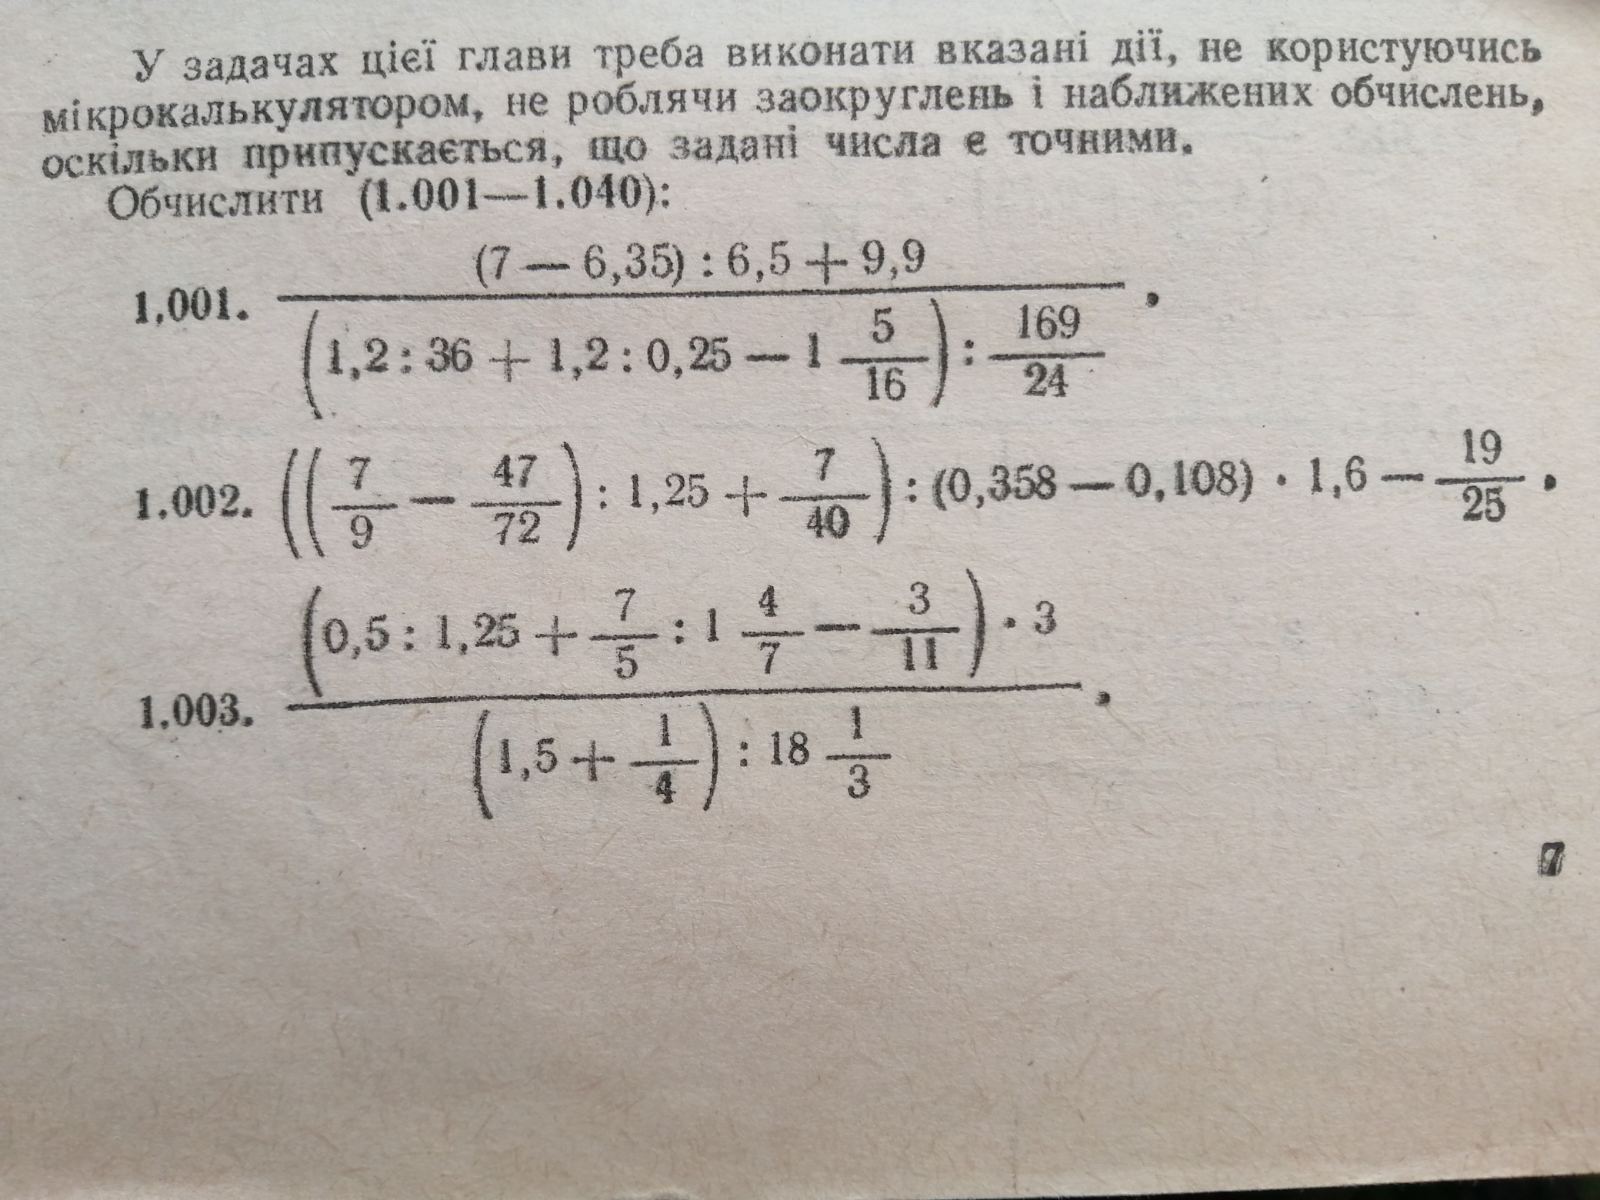 У задачах цієї глави треба виконати вказані дії, не користуючись
мікрокалькулятором, не роблячи заокруглень і наближених обчислень,
оскільки припускається, що задані числа є точними.
Обчислити (1.001—1.040):
1.001. \frac{(7 - 6,35) : 6,5 + 9,9}{\left(1,2 : 36 + 1,2 : 0,25 - 1\frac{5}{16}\right) : \frac{169}{24}}.
1.002. \left(\left(\frac{7}{9} - \frac{47}{72}\right) : 1,25 + \frac{7}{40}\right) : (0,358 - 0,108) \cdot 1,6 - \frac{19}{25}.
1.003. \frac{\left(0,5 : 1,25 + \frac{7}{5} : 1\frac{4}{7} - \frac{3}{11}\right) \cdot 3}{\left(1,5 + \frac{1}{4}\right) : 18\frac{1}{3}}.
7